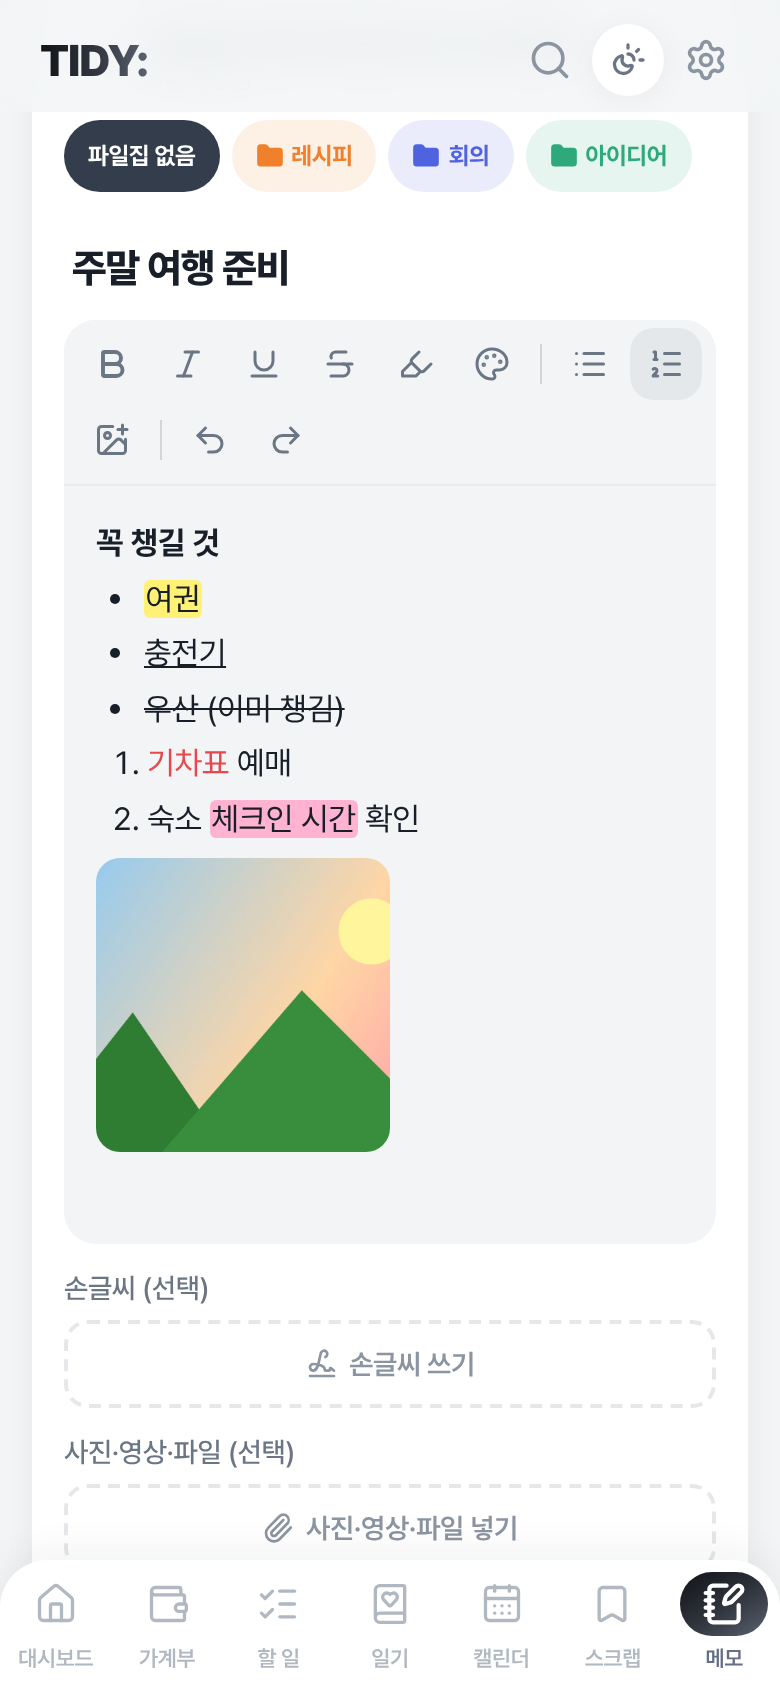 TIDY:
파일집 없음 레시피 회의 아이디어
주말 여행 준비
꼭 챙길 것
• 여권
• 충전기
• 우산 (이미 챙김)
1. 기차표 예매
2. 숙소 체크인 시간 확인
손글씨 (선택)
손글씨 쓰기
사진·영상·파일 (선택)
사진·영상·파일 넣기
대시보드 가계부 할 일 일기 캘린더 스크랩 메모